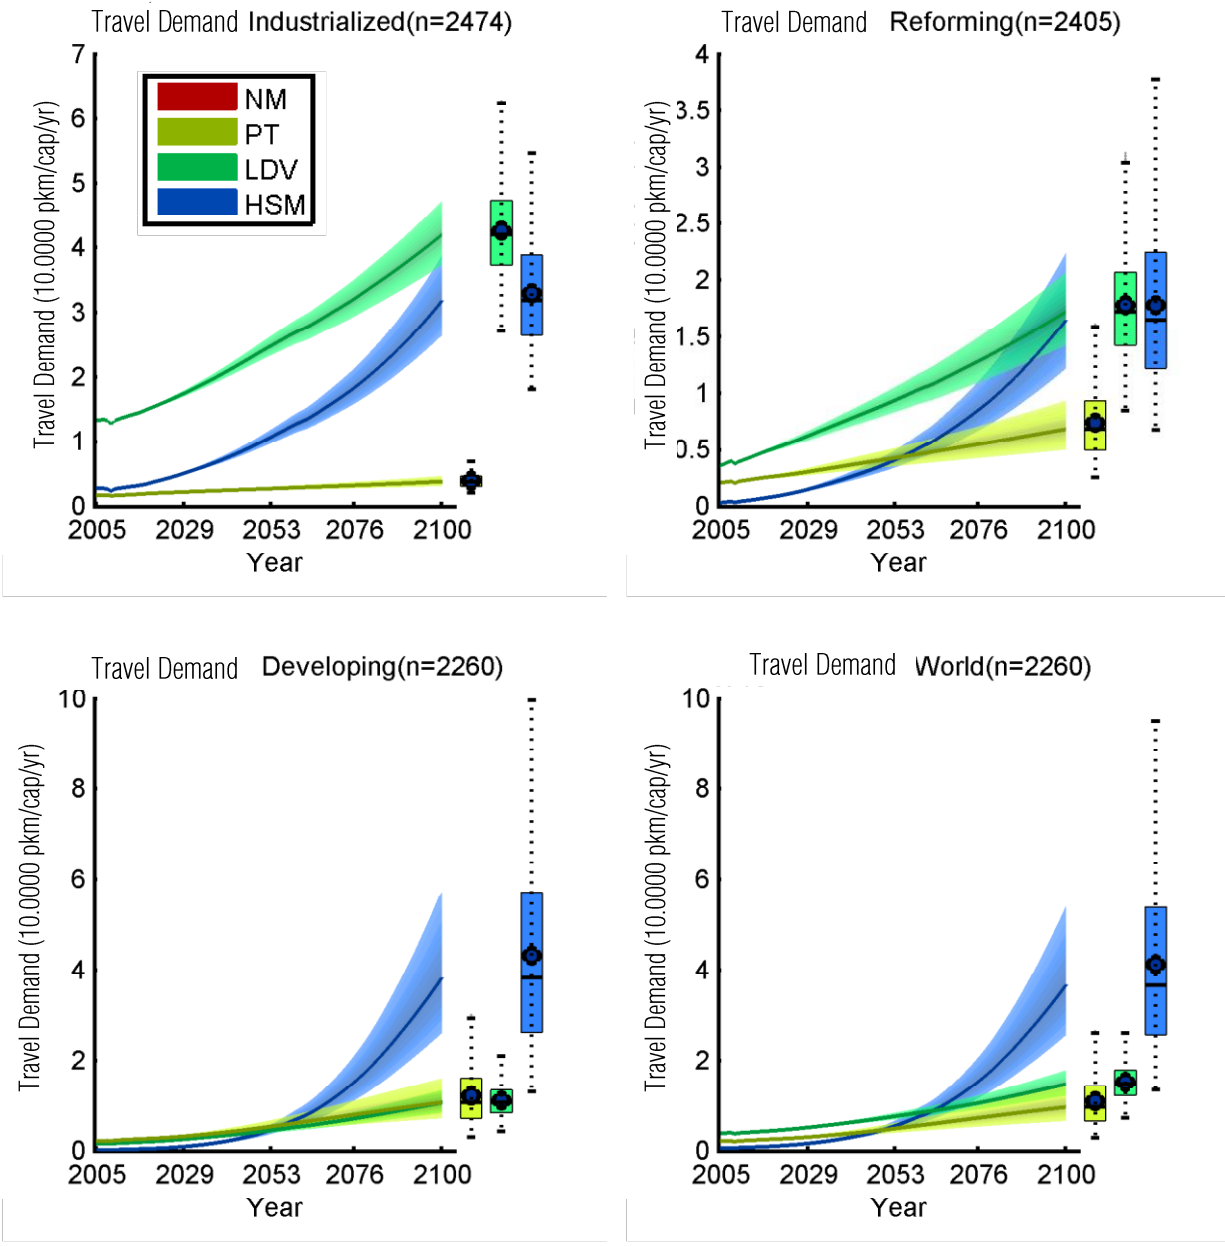 Travel Demand Industrialized(n=2474)
Travel Demand (10.0000 pkm/cap/yr)
7
6
5
4
3
2
1
0
NM
PT
LDV
HSM
2005 2029 2053 2076 2100
Year
Travel Demand Reforming(n=2405)
Travel Demand (10.0000 pkm/cap/yr)
4
3.5
3
2.5
2
1.5
1
0.5
0
2005 2029 2053 2076 2100
Year
Travel Demand Developing(n=2260)
Travel Demand (10.0000 pkm/cap/yr)
10
8
6
4
2
0
2005 2029 2053 2076 2100
Year
Travel Demand World(n=2260)
Travel Demand (10.0000 pkm/cap/yr)
10
8
6
4
2
0
2005 2029 2053 2076 2100
Year